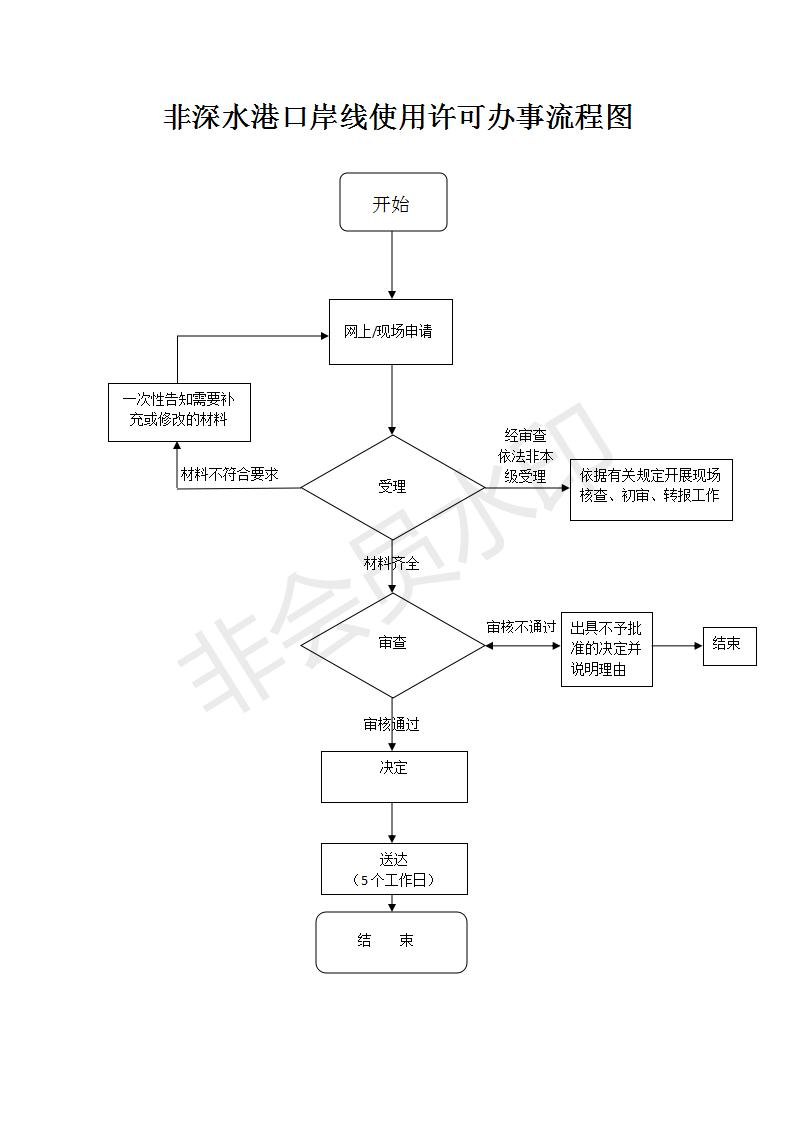 非深水港口岸线使用许可办事流程图
开始
网上/现场申请
一次性告知需要补
充或修改的材料
材料不符合要求
受理
经审查
依法非本
级受理
依据有关规定开展现场
核查、初审、转报工作
材料齐全
审查
审核不通过
出具不予批
准的决定并
说明理由
结束
审核通过
决定
送达
（5个工作日）
结 束
非会员水印